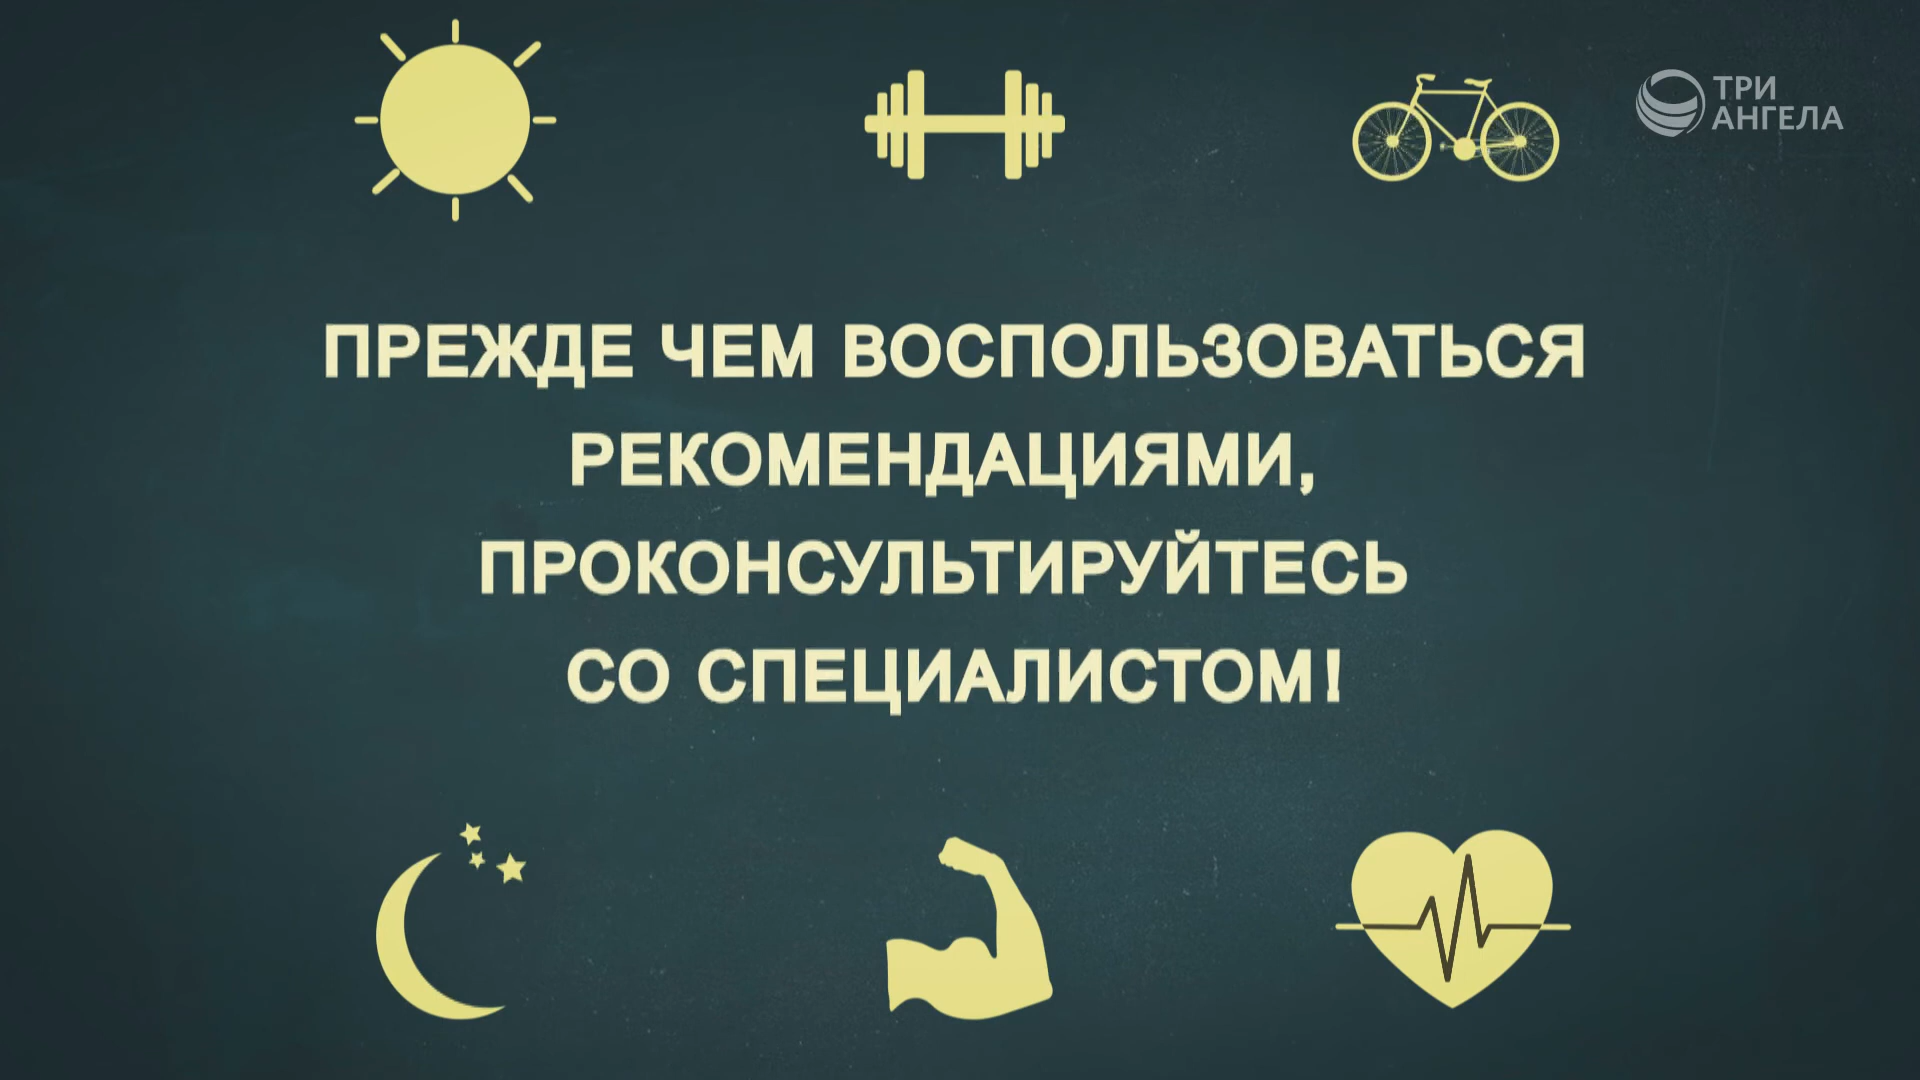 ТРИ
АНГЕЛА
ПРЕЖДЕ ЧЕМ ВОСПОЛЬЗОВАТЬСЯ
РЕКОМЕНДАЦИЯМИ,
ПРОКОНСУЛЬТИРУЙТЕСЬ
СО СПЕЦИАЛИСТОМ!